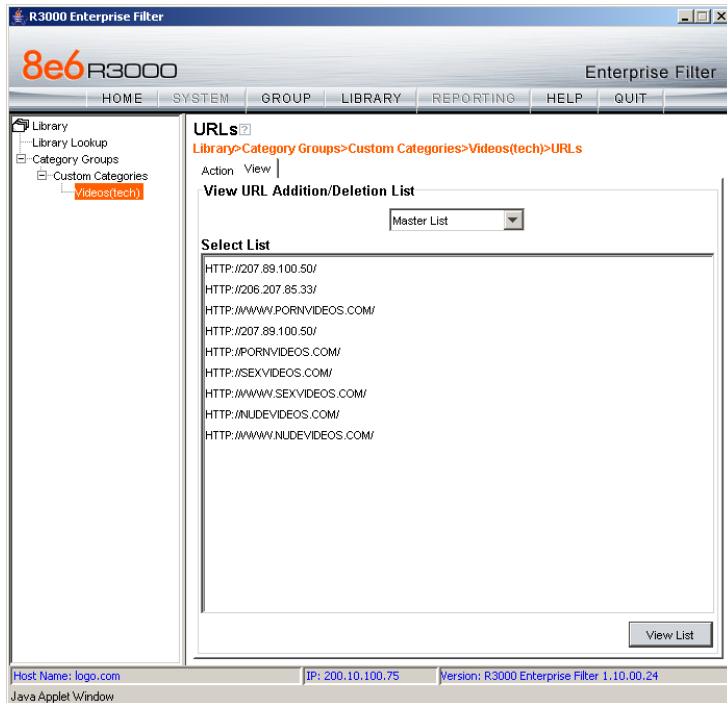 R3000 Enterprise Filter
8e6 R3000
Enterprise Filter
HOME SYSTEM GROUP LIBRARY REPORTING HELP QUIT
Library
Library Lookup
Category Groups
Custom Categories
Videos(tech)
URLs ?
Library>Category Groups>Custom Categories>Videos(tech)>URLs
Action View
View URL Addition/Deletion List
Master List
Select List
HTTP://207.89.100.50/
HTTP://206.207.85.33/
HTTP://WWW.PORNVIDEOS.COM/
HTTP://207.89.100.50/
HTTP://PORNVIDEOS.COM/
HTTP://SEXVIDEOS.COM/
HTTP://WWW.SEXVIDEOS.COM/
HTTP://NUDEVIDEOS.COM/
HTTP://WWW.NUDEVIDEOS.COM/
View List
Host Name: logo.com IP: 200.10.100.75 Version: R3000 Enterprise Filter 1.10.00.24
Java Applet Window